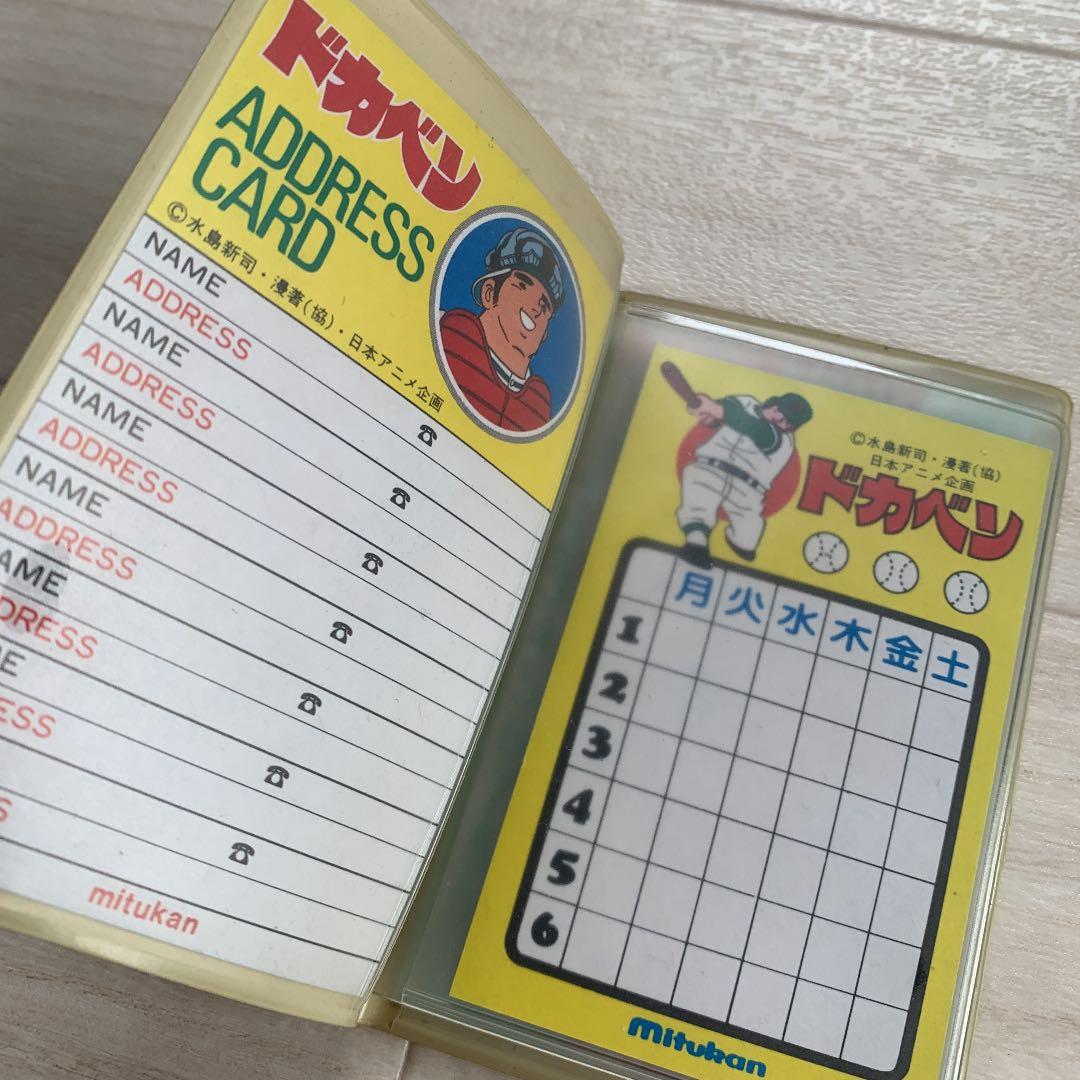 ドカベン
ADDRESS
CARD
©水島新司・漫著(協)・日本アニメ企画
NAME
ADDRESS
NAME
ADDRESS
NAME
ADDRESS
NAME
ADDRESS
AME
DRESS
ME
ESS
S
mitukan
©水島新司・漫著(協)
日本アニメ企画
ドカベン
月 火 水 木 金 土
1
2
3
4
5
6
mitukan